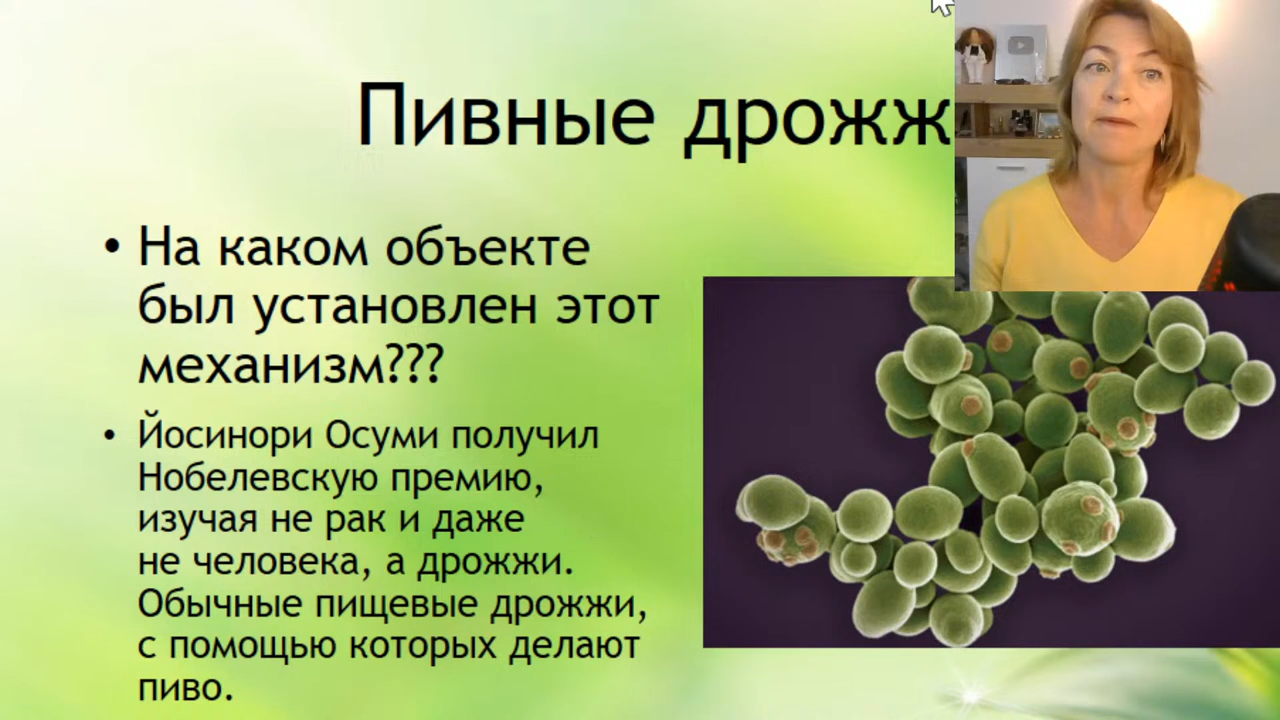 Пивные дрожж
• На каком объекте
был установлен этот
механизм???
• Йосинори Осуми получил
Нобелевскую премию,
изучая не рак и даже
не человека, а дрожжи.
Обычные пищевые дрожжи,
с помощью которых делают
пиво.